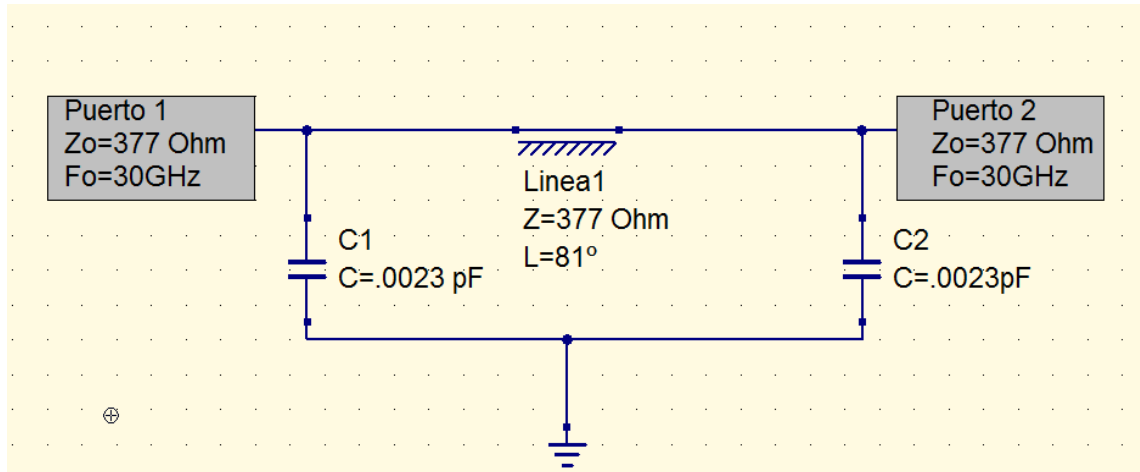 Puerto 1
Zo=377 Ohm
Fo=30GHz
Puerto 2
Zo=377 Ohm
Fo=30GHz
Linea1
Z=377 Ohm
L=81º
C1
C=.0023 pF
C2
C=.0023pF